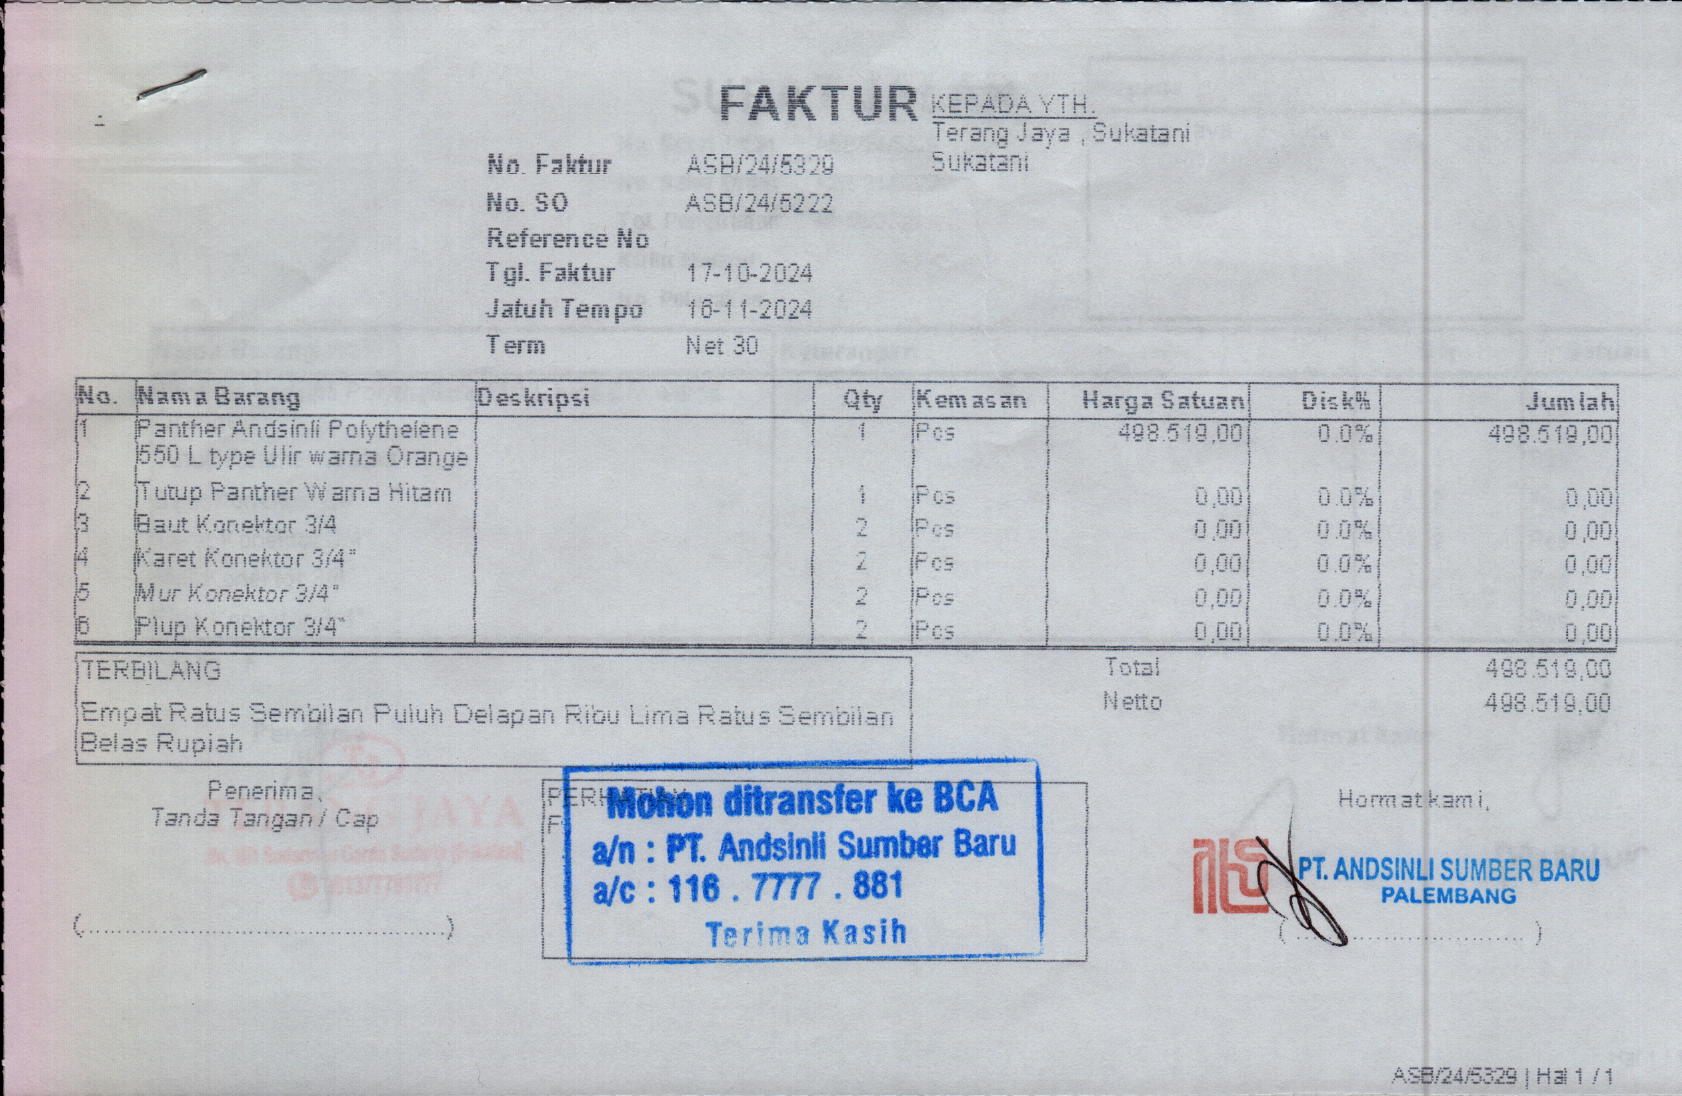 FAKTUR
KEPADA YTH.
Terang Jaya , Sukatani
Sukatani
No. Faktur ASB/24/5329
No. SO ASB/24/5222
Reference No
Tgl. Faktur 17-10-2024
Jatuh Tempo 16-11-2024
Term Net 30
No. Nama Barang Deskripsi Qty Kemasan Harga Satuan Disk% Jumlah
1 Panther Andsinli Polythelene 1 Pcs 498.519,00 0.0% 498.519,00
550 L type Ulir warna Orange
2 Tutup Panther Warna Hitam 1 Pcs 0,00 0.0% 0,00
3 Baut Konektor 3/4 2 Pcs 0,00 0.0% 0,00
4 Karet Konektor 3/4" 2 Pcs 0,00 0.0% 0,00
5 Mur Konektor 3/4" 2 Pcs 0,00 0.0% 0,00
6 Plup Konektor 3/4" 2 Pcs 0,00 0.0% 0,00
TERBILANG
Empat Ratus Sembilan Puluh Delapan Ribu Lima Ratus Sembilan
Belas Rupiah
Total 498.519,00
Netto 498.519,00
Penerima,
Tanda Tangan / Cap
(.....................................................)
Mohon ditransfer ke BCA
a/n : PT. Andsinli Sumber Baru
a/c : 116 . 7777 . 881
Terima Kasih
Hormat kami,
PT. ANDSINLI SUMBER BARU
PALEMBANG
ASB/24/5329 | Hal 1 / 1